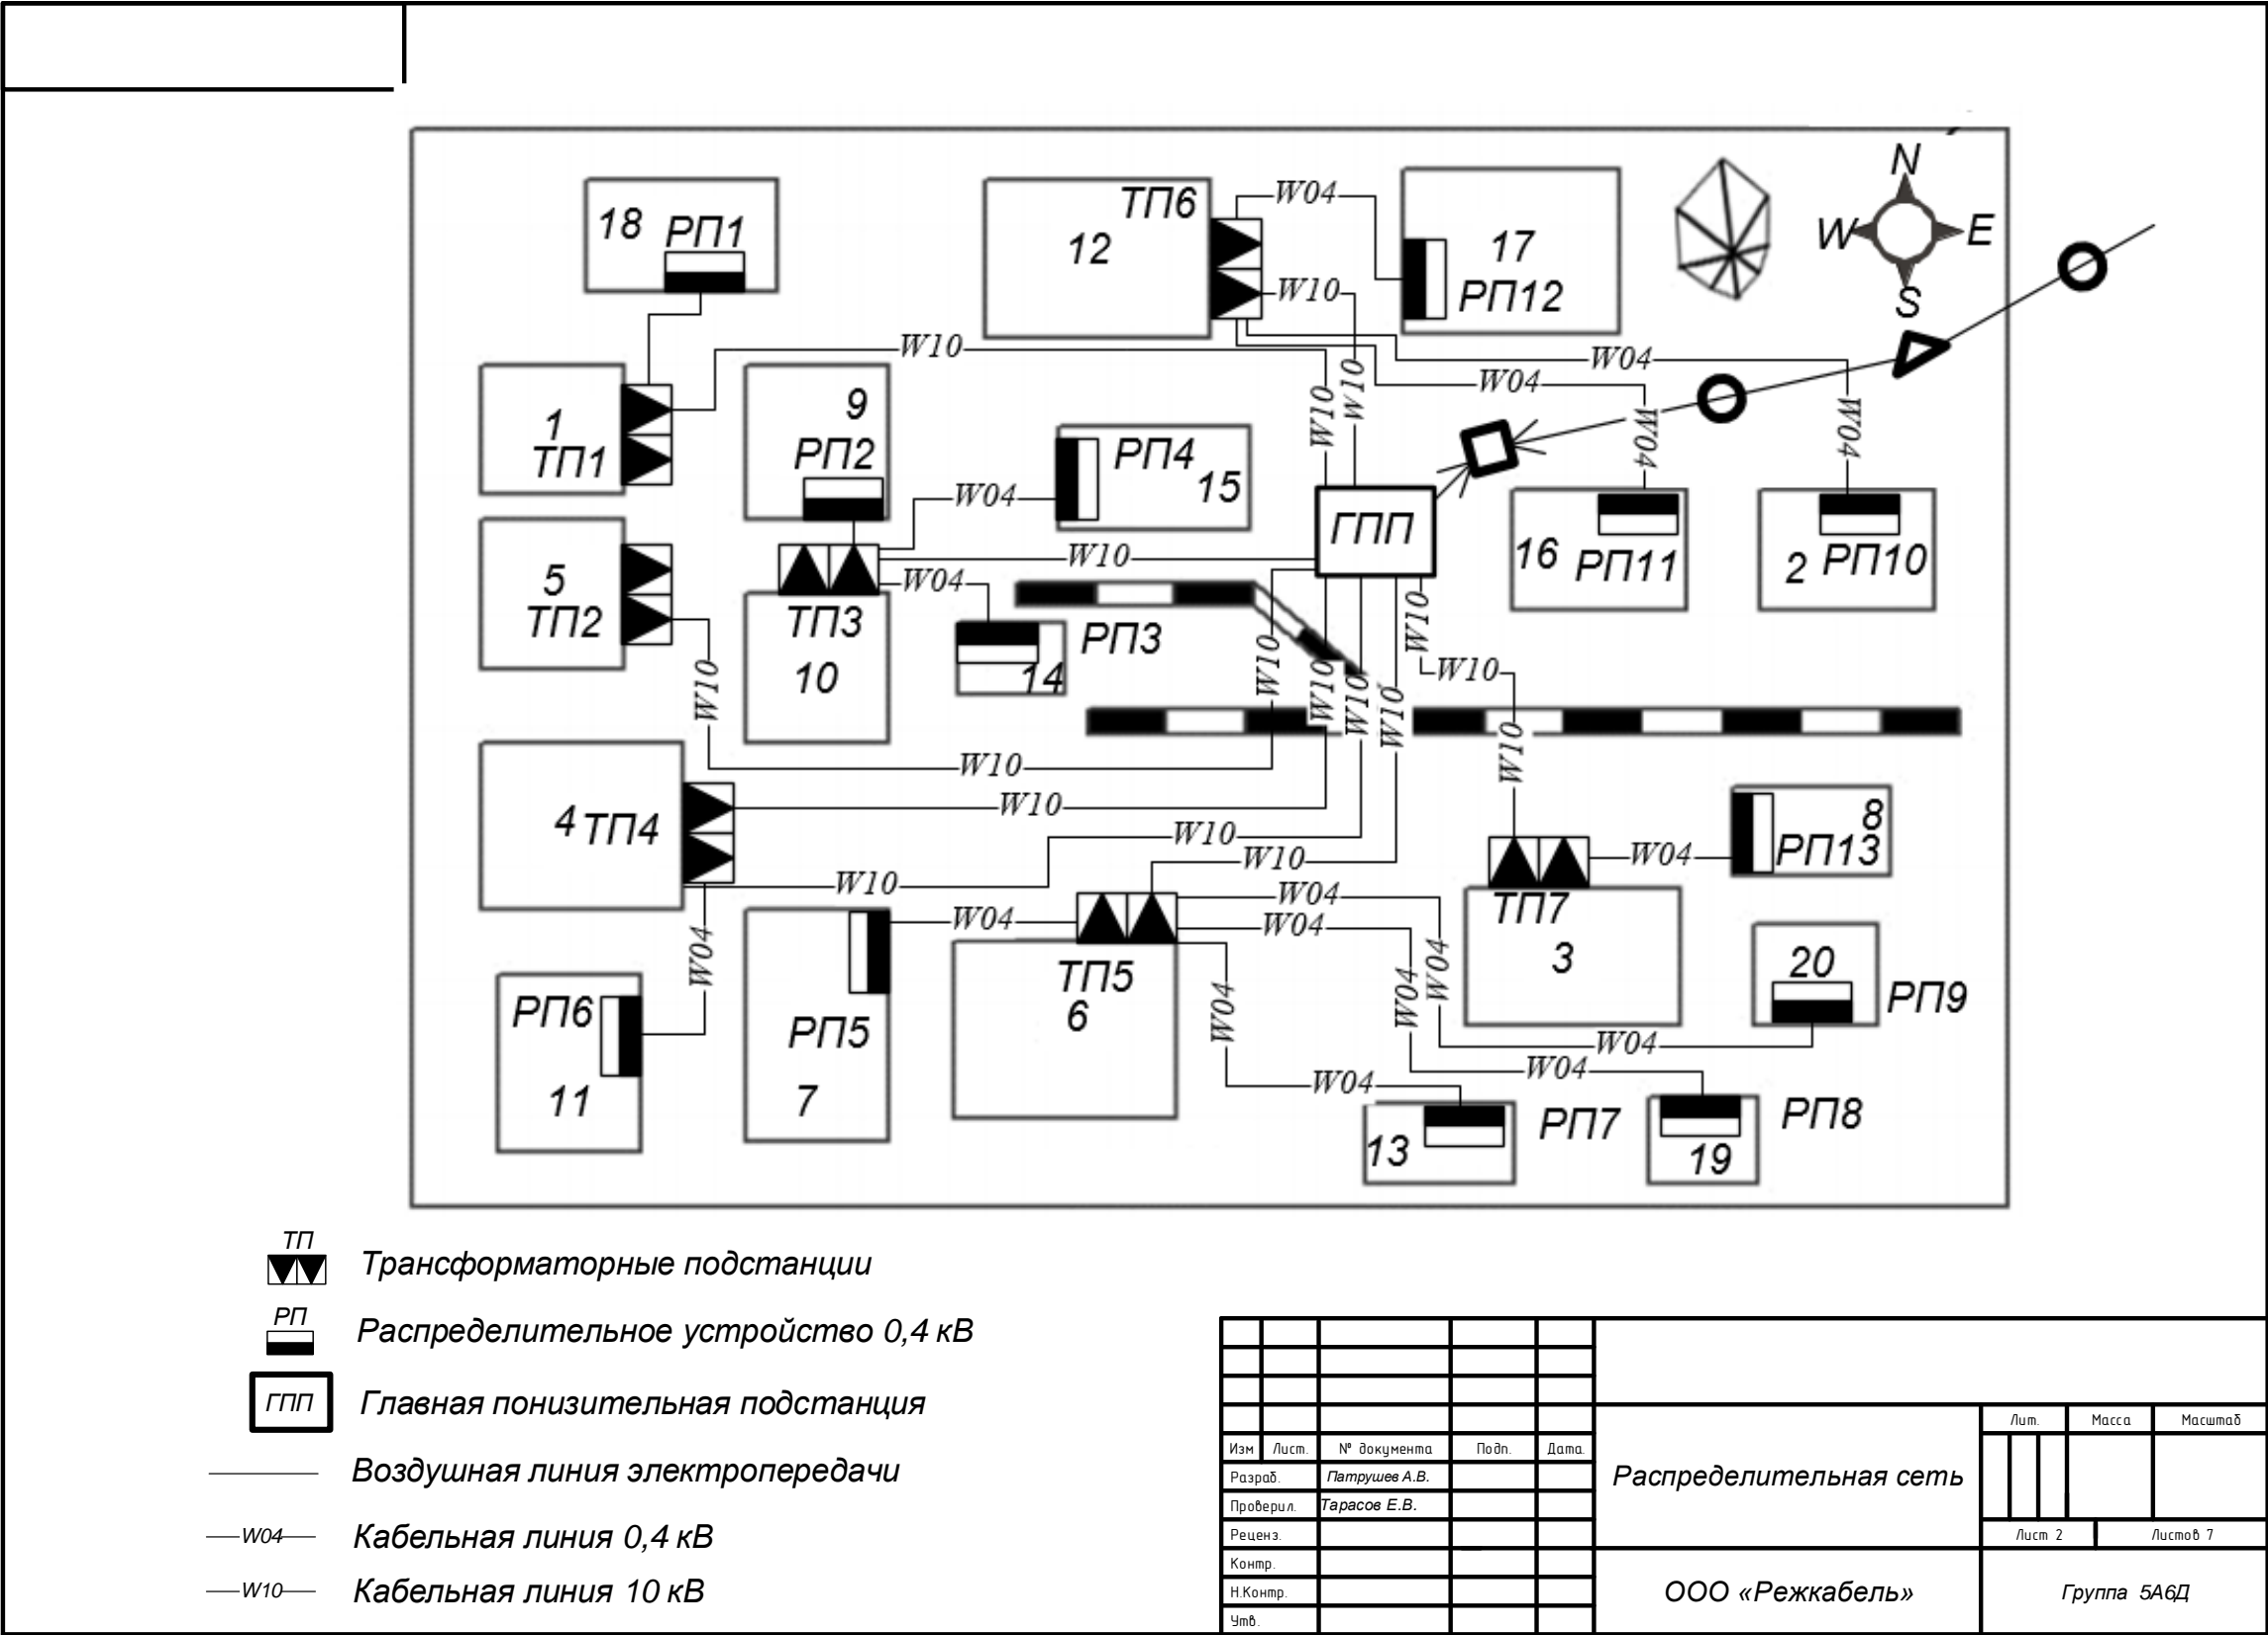 N
W E
S
18 РП1
12 ТП6
W04
W10
17
РП12
W10
W04
W04
W10
W10
W04
W04
1
ТП1
9
РП2
РП4
15
W04
ГПП
16 РП11
2 РП10
5
ТП2
W10
W04
ТП3
10
14
РП3
W10
W10
W10
W10
W10
W10
W10
W10
W10
W10
W10
4 ТП4
W10
W10
W10
W04
8
РП13
W04
W04
W04
ТП7
3
W04
РП6
11
РП5
7
ТП5
6
W04
W04
W04
20
РП9
W04
W04
W04
13
РП7
19
РП8
ТП
Трансформаторные подстанции
РП
Распределительное устройство 0,4 кВ
ГПП
Главная понизительная подстанция
Воздушная линия электропередачи
W04
Кабельная линия 0,4 кВ
W10
Кабельная линия 10 кВ
Изм Лист. № документа Подп. Дата.
Разраб. Патрушев А.В.
Проверил. Тарасов Е.В.
Реценз.
Контр.
Н.Контр.
Утв.
Распределительная сеть
Лит. Масса Масштаб
Лист 2 Листов 7
ООО «Режкабель»
Группа 5А6Д